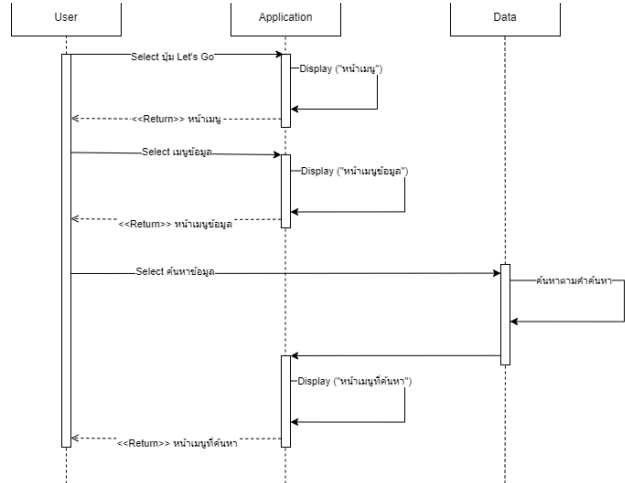 User
Application
Data
Select ปุ่ม Let's Go
Display ("หน้าเมนู")
<<Return>> หน้าเมนู
Select เมนูข้อมูล
Display ("หน้าเมนูข้อมูล")
<<Return>> หน้าเมนูข้อมูล
Select ค้นหาข้อมูล
ค้นหาตามคำค้นหา
Display ("หน้าเมนูที่ค้นหา")
<<Return>> หน้าเมนูที่ค้นหา